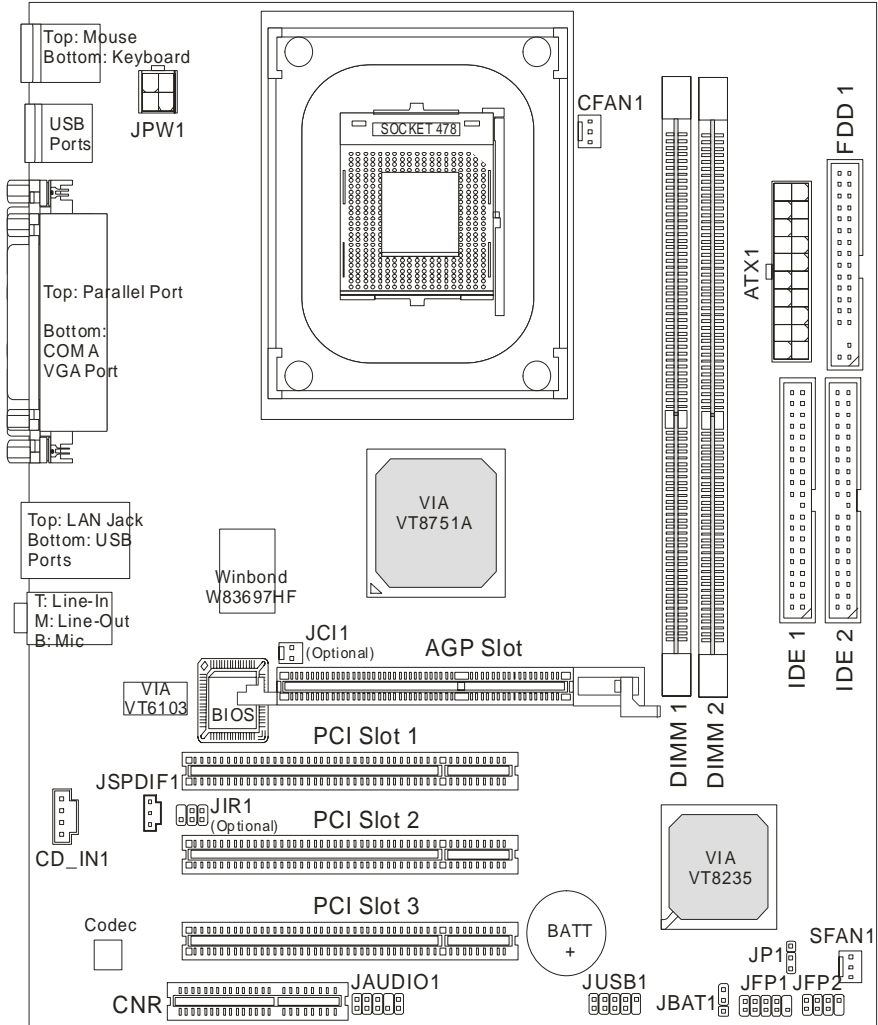 Top: Mouse
Bottom: Keyboard
JPW1
USB
Ports
SOCKET 478
CFAN1
FDD 1
ATX1
Top: Parallel Port
Bottom:
COM A
VGA Port
VIA
VT8751A
Top: LAN Jack
Bottom: USB
Ports
Winbond
W83697HF
T: Line-In
M: Line-Out
B: Mic
JCI1
(Optional)
AGP Slot
IDE 1
IDE 2
VIA
VT6103
BIOS
DIMM 1
DIMM 2
PCI Slot 1
JSPDIF1
JIR1
(Optional)
PCI Slot 2
CD_IN1
VIA
VT8235
PCI Slot 3
Codec
BATT
+
JP1
SFAN1
CNR
JAUDIO1
JUSB1
JBAT1
JFP1
JFP2